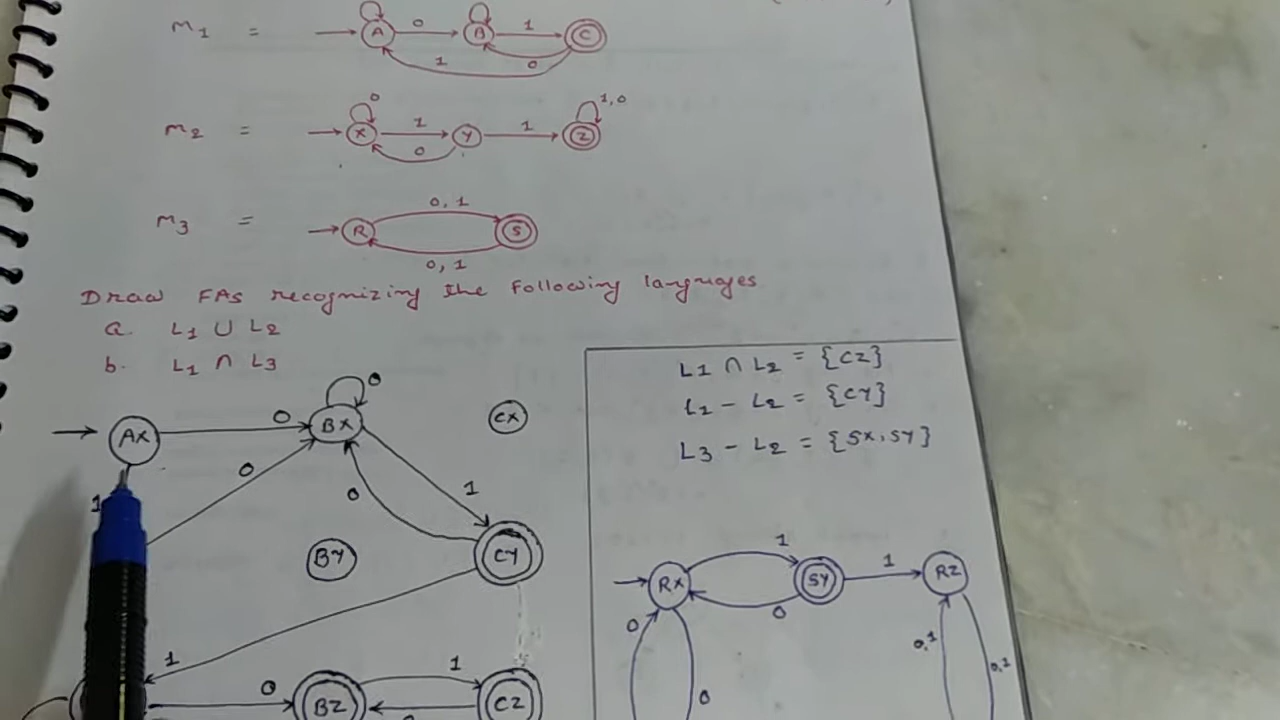 M1 =
A 0 B 1 C
1 0
0
M2 = X 1 Y 1 Z
1,0
0
0, 1
M3 = R S
0, 1
Draw FAs recognizing the following languages
a. L1 ∪ L2
b. L1 ∩ L3
L1 ∩ L2 = {CZ}
L1 - L2 = {CY}
L3 - L2 = {SX, SY}
0
AX 0 BX CX
0
1
0 1
BY CY
1
0 1
BZ CZ
1
RX SY 1 RZ
0
0 0,1 0,1
0